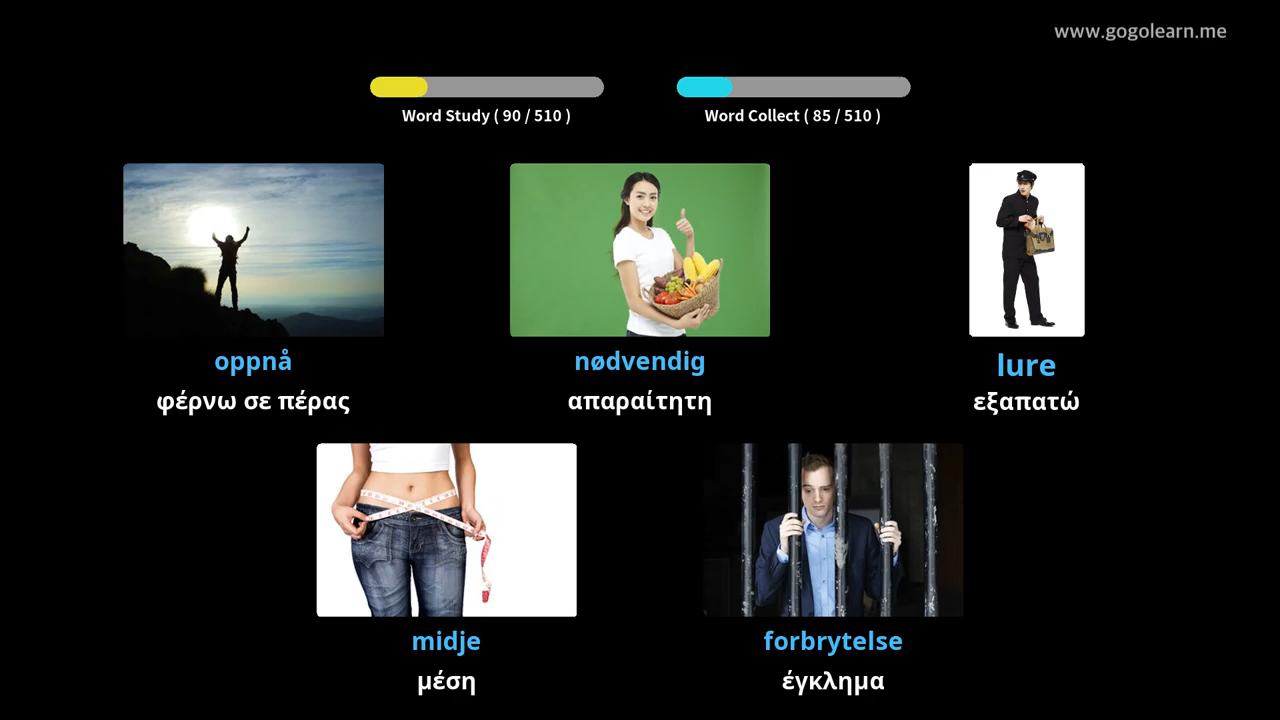 www.gogolearn.me
Word Study ( 90 / 510 )
Word Collect ( 85 / 510 )
oppnå
φέρνω σε πέρας
nødvendig
απαραίτητη
lure
εξαπατώ
midje
μέση
forbrytelse
έγκλημα